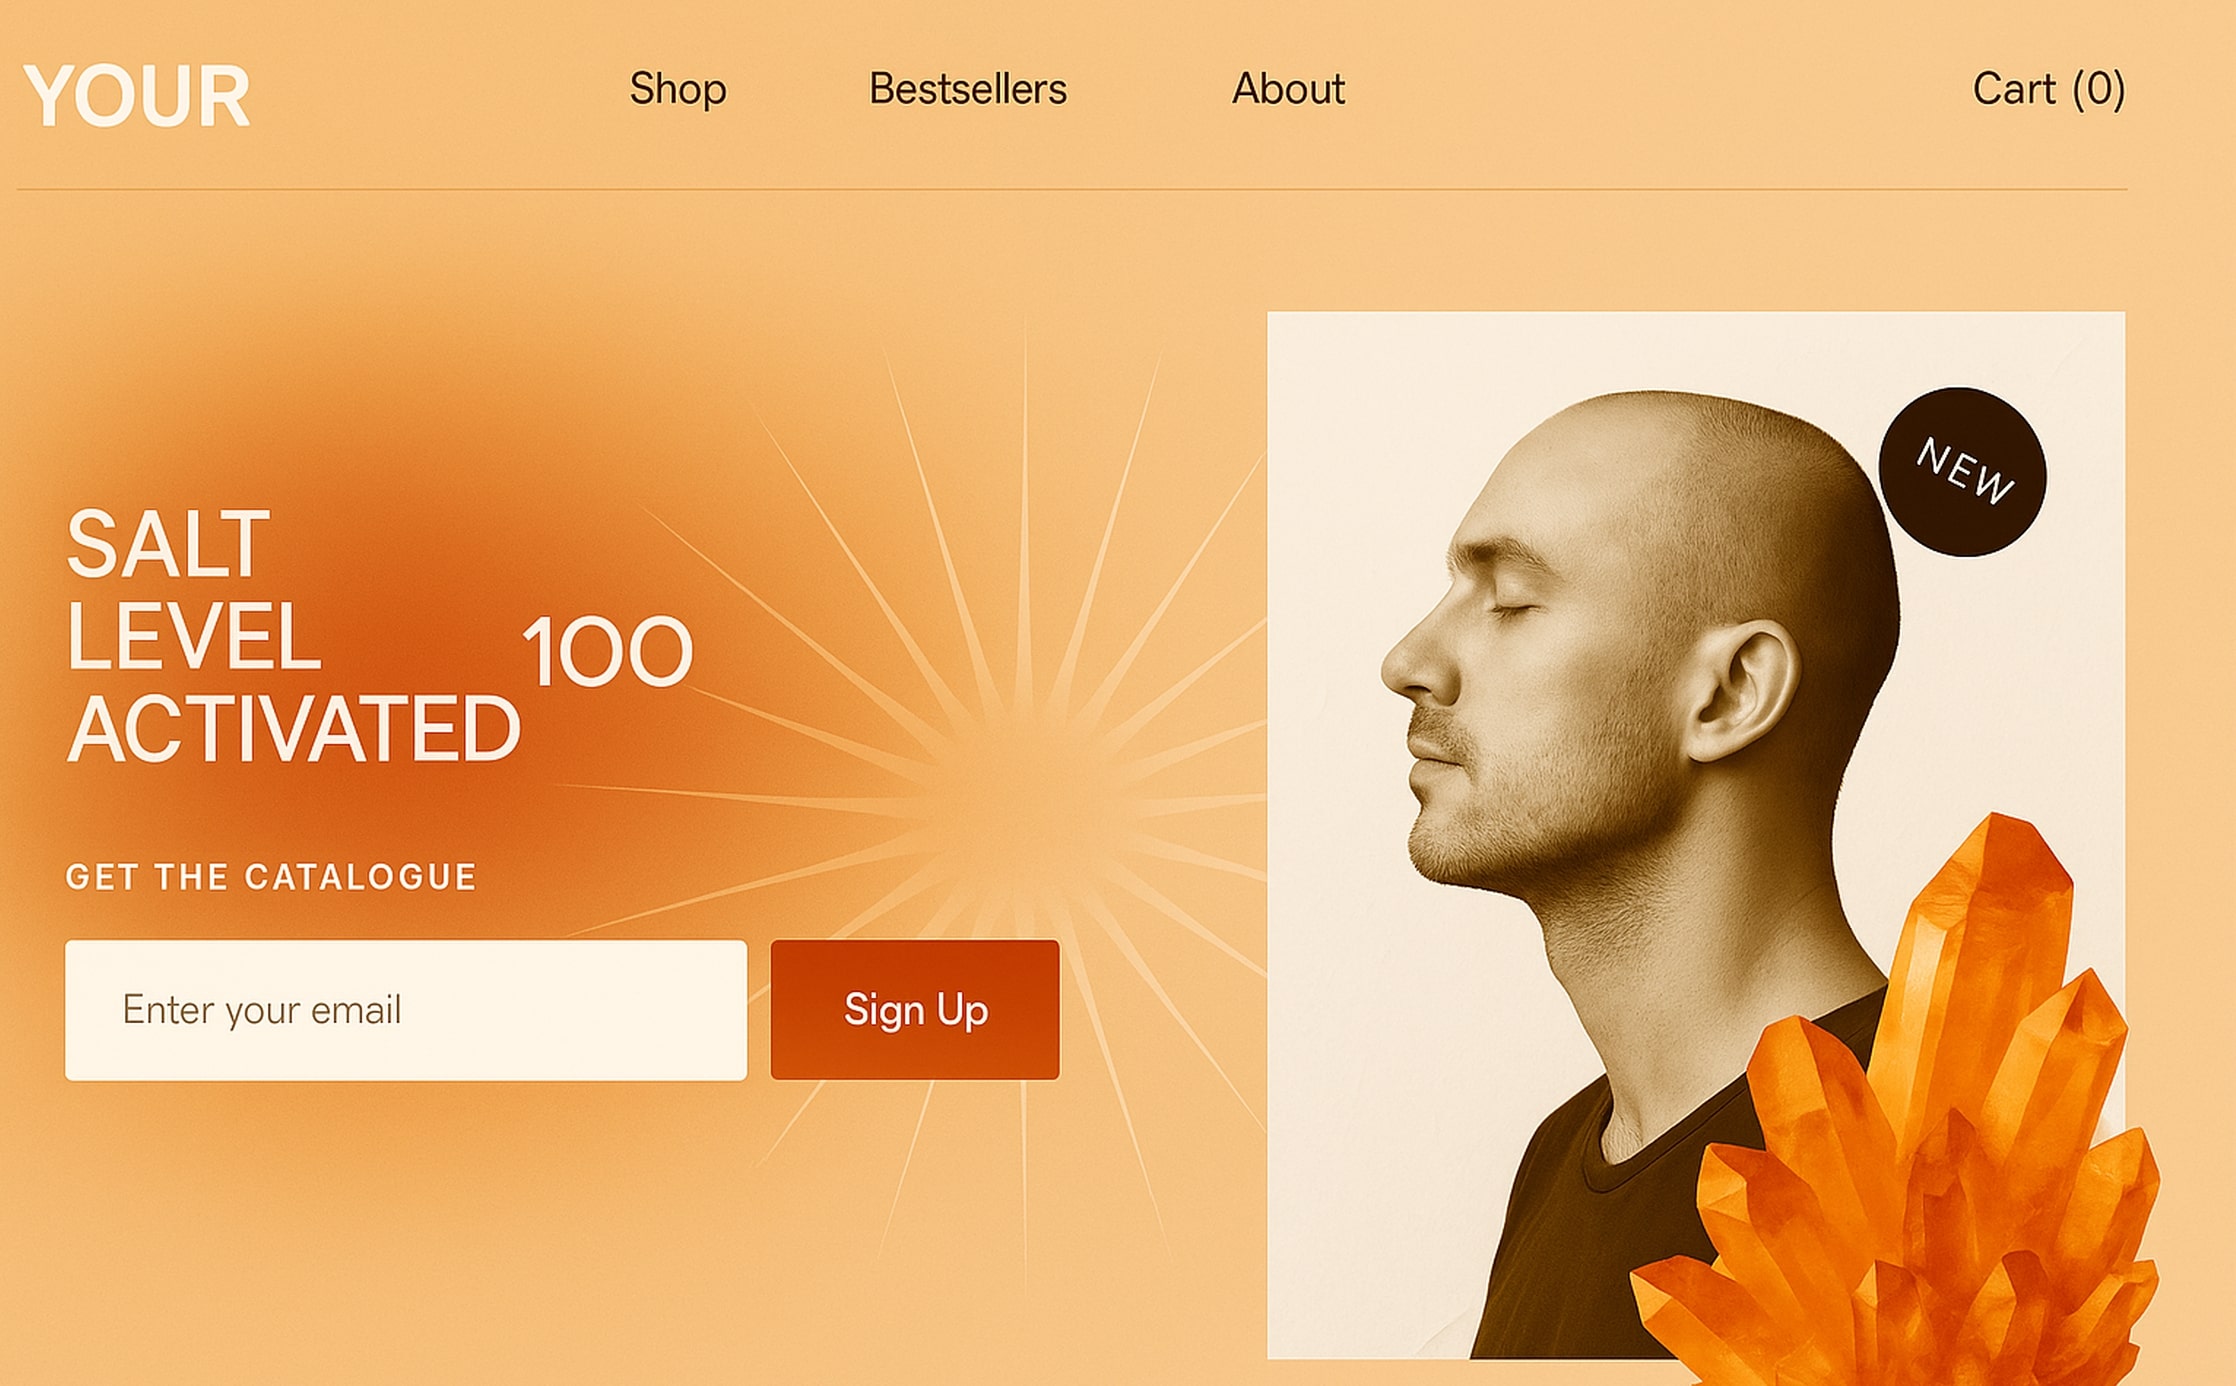 YOUR
Shop Bestsellers About Cart (0)
NEW
SALT
LEVEL
100
ACTIVATED
GET THE CATALOGUE
Enter your email
Sign Up